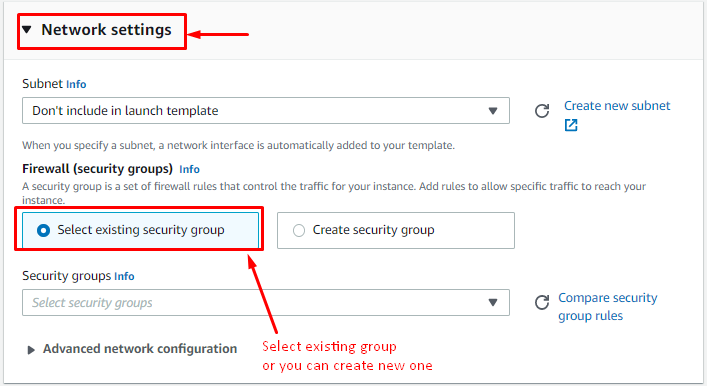 Network settings
Subnet Info
Don't include in launch template
Create new subnet
When you specify a subnet, a network interface is automatically added to your template.
Firewall (security groups) Info
A security group is a set of firewall rules that control the traffic for your instance. Add rules to allow specific traffic to reach your
instance.
Select existing security group
Create security group
Security groups Info
Select security groups
Compare security
group rules
Advanced network configuration
Select existing group
or you can create new one